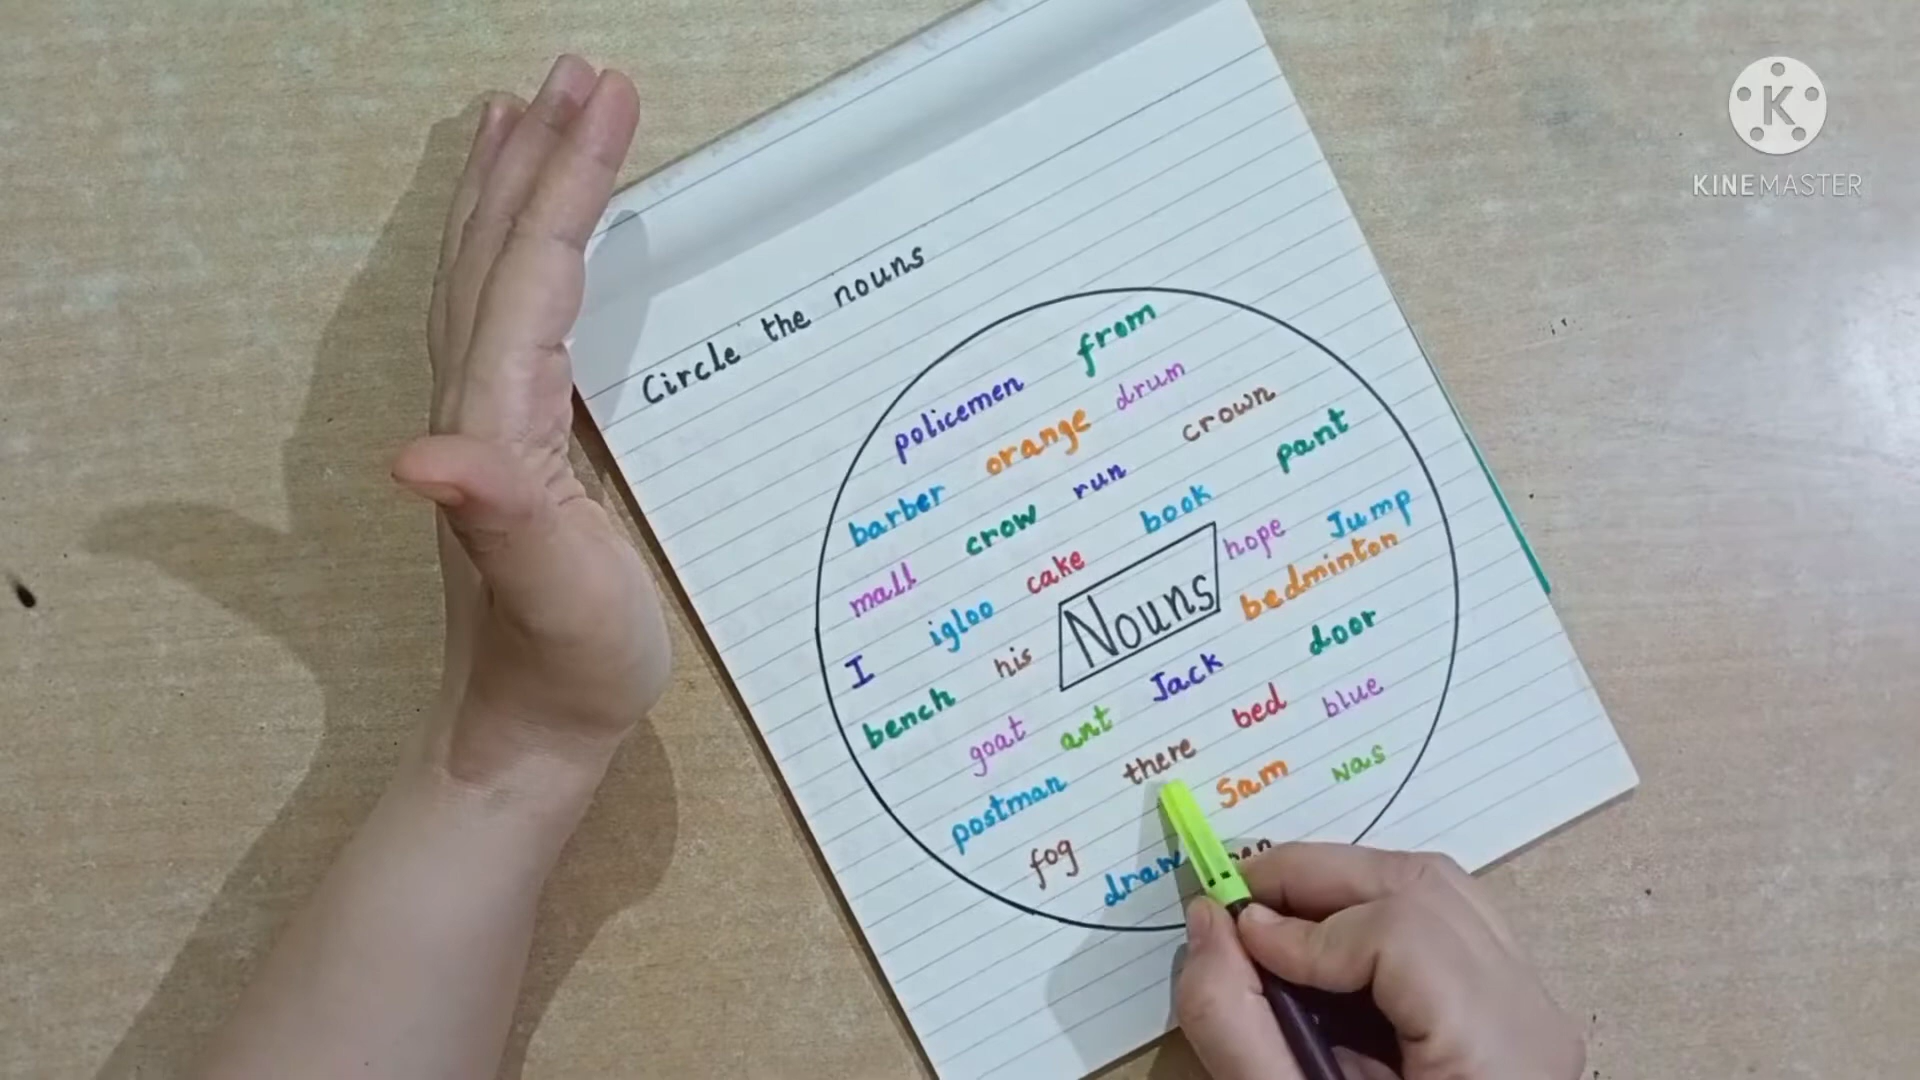 KINEMASTER
Circle the nouns
policemen from
barber orange drum
mall crow run crown
I igloo cake book pant
bench his Nouns hope Jump
bedminton
goat ant Jack door
postman there bed blue
fog Sam was
draw